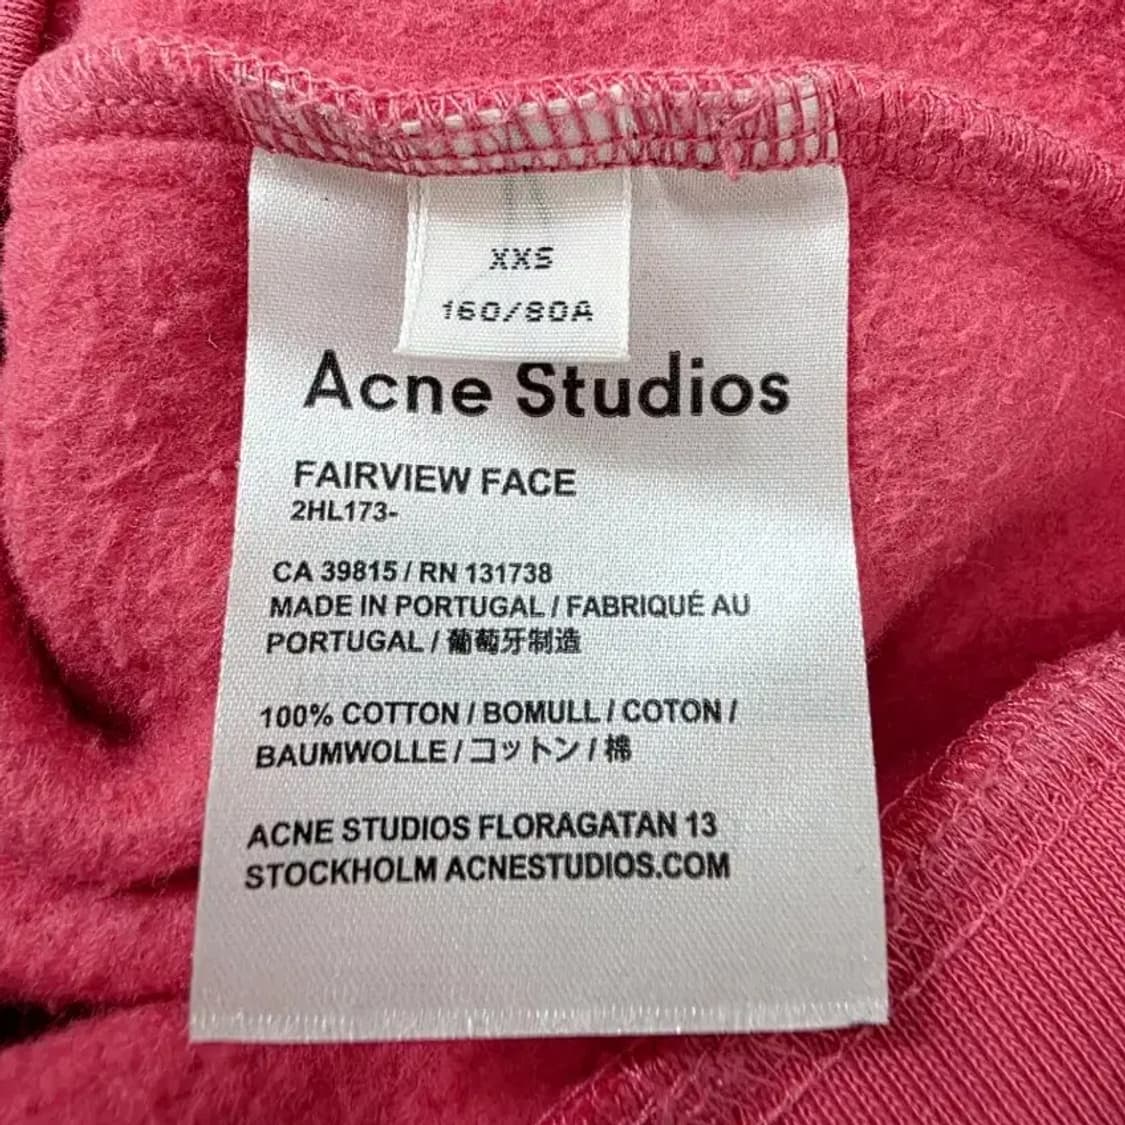 XXS
160/80A
Acne Studios
FAIRVIEW FACE
2HL173-
CA 39815 / RN 131738
MADE IN PORTUGAL / FABRIQUÉ AU
PORTUGAL / 葡萄牙制造
100% COTTON / BOMULL / COTON /
BAUMWOLLE / コットン / 棉
ACNE STUDIOS FLORAGATAN 13
STOCKHOLM ACNESTUDIOS.COM